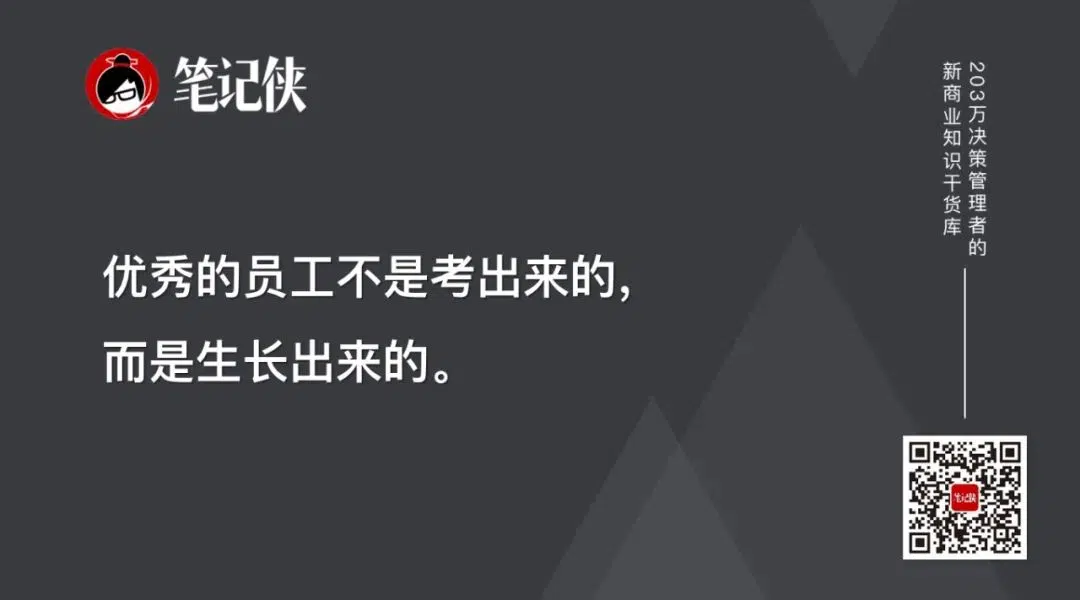 笔记侠
203万决策管理者的
新商业知识干货库
优秀的员工不是考出来的,
而是生长出来的。
笔记侠